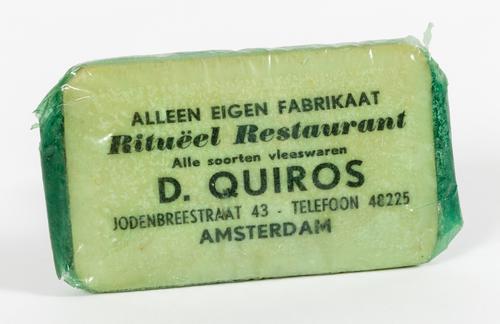 ALLEEN EIGEN FABRIKAAT
Rituëel Restaurant
Alle soorten vleeswaren
D. QUIROS
JODENBREESTRAAT 43 - TELEFOON 48225
AMSTERDAM